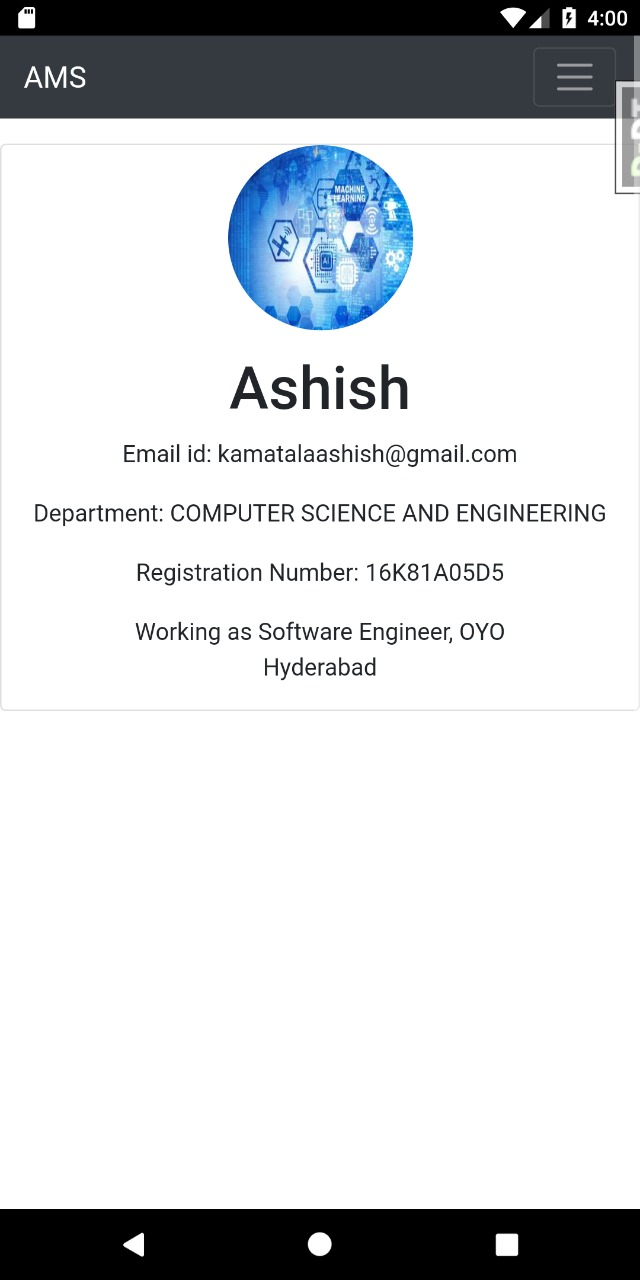 4:00
AMS
MACHINE
LEARNING
AI
Ashish
Email id: kamatalaashish@gmail.com
Department: COMPUTER SCIENCE AND ENGINEERING
Registration Number: 16K81A05D5
Working as Software Engineer, OYO
Hyderabad